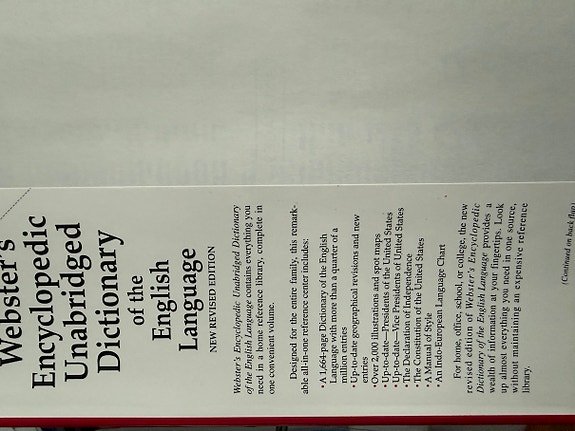 Webster's
Encyclopedic
Unabridged
Dictionary
of the
English
Language
NEW REVISED EDITION
Webster's Encyclopedic Unabridged Dictionary
of the English Language contains everything you
need in a home reference library, complete in
one convenient volume.
Designed for the entire family, this remark-
able all-in-one reference center includes:
• A 1,664-page Dictionary of the English
Language with more than a quarter of a
million entries
• Up-to-date geographical revisions and new
entries
• Over 2,000 illustrations and spot maps
• Up-to-date—Presidents of the United States
• Up-to-date—Vice Presidents of United States
• The Declaration of Independence
• The Constitution of the United States
• A Manual of Style
• An Indo-European Language Chart
For home, office, school, or college, the new
revised edition of Webster's Encyclopedic
Dictionary of the English Language provides a
wealth of information at your fingertips. Look
up almost everything you need in one source,
without maintaining an expensive reference
library.
(Continued on back flap)